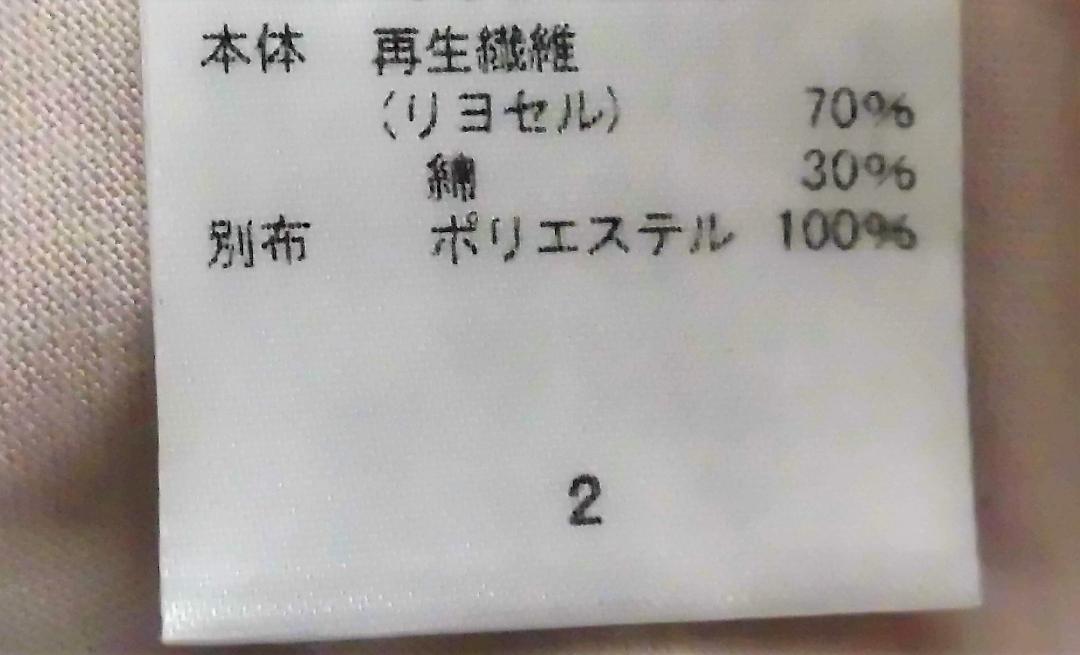 本体 再生繊維
(リヨセル) 70%
綿 30%
別布 ポリエステル 100%
2